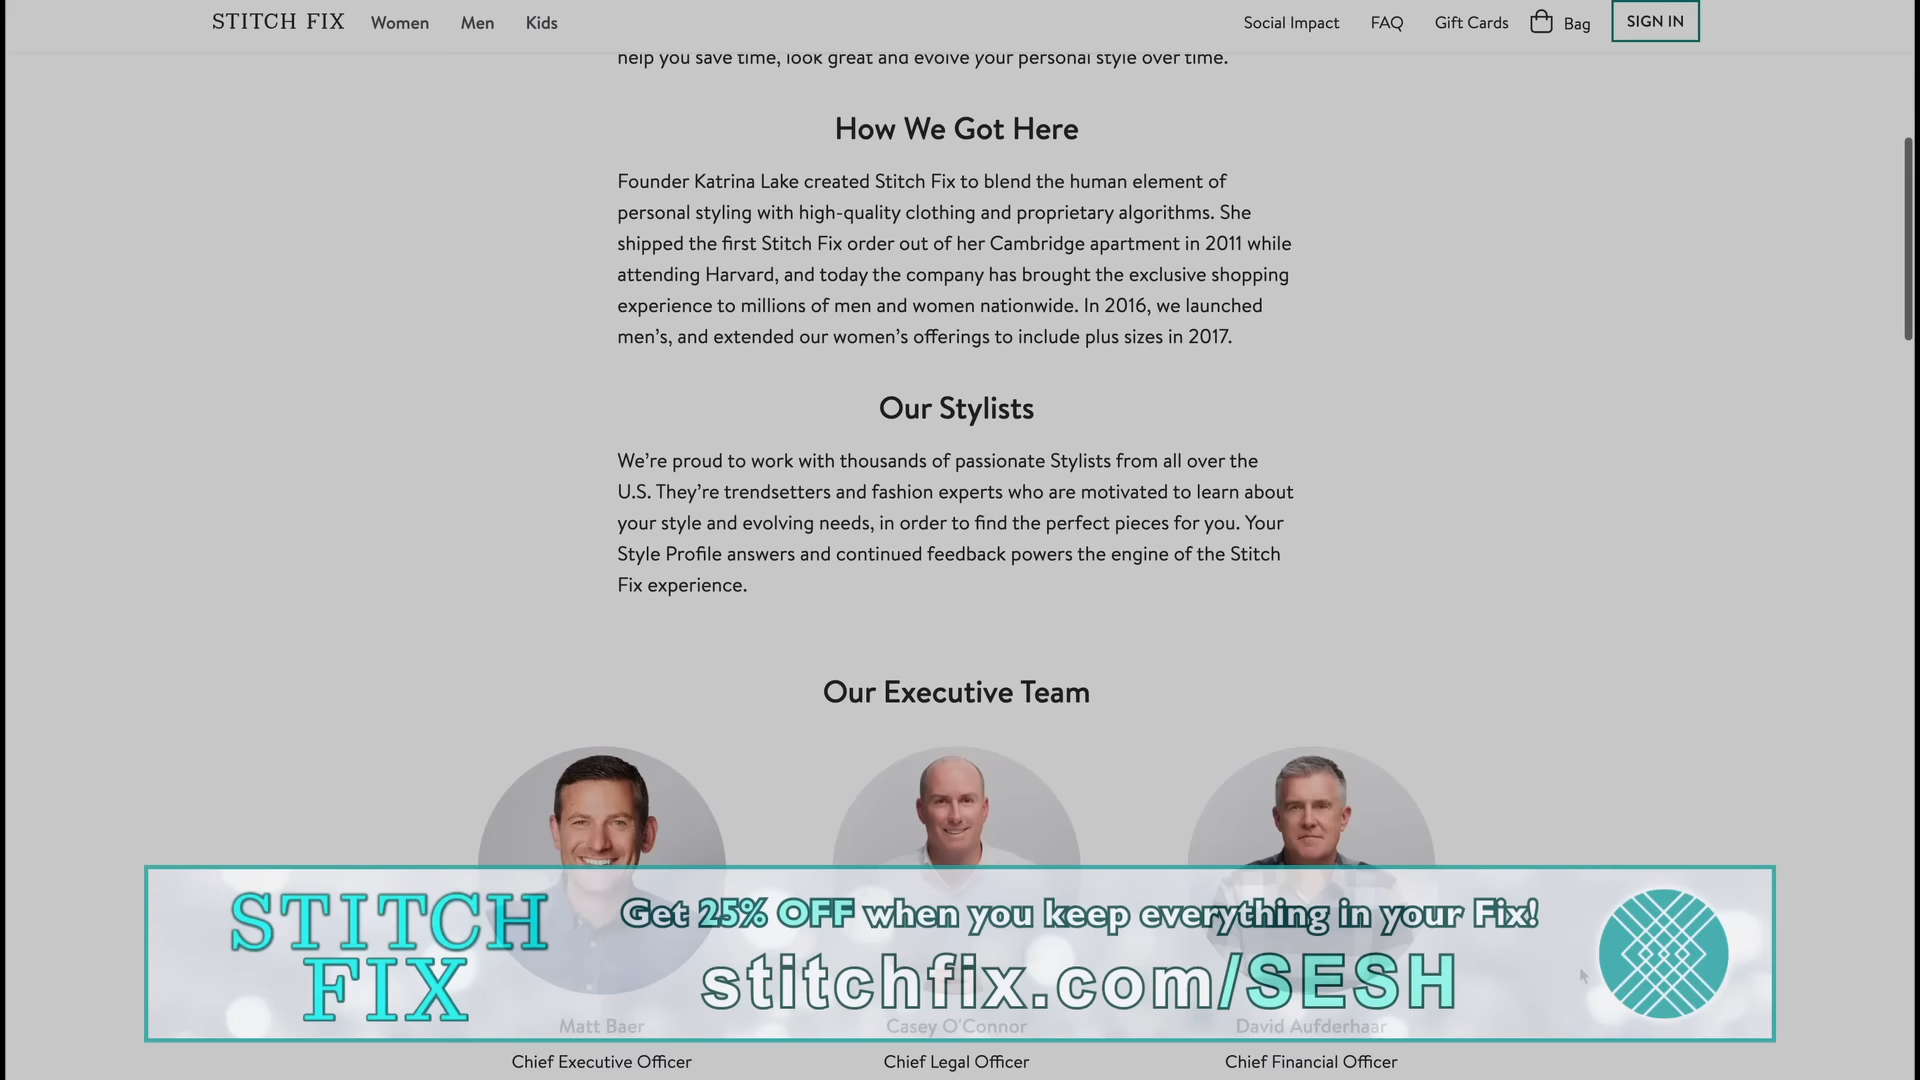 STITCH FIX Women Men Kids Social Impact FAQ Gift Cards Bag SIGN IN
help you save time, look great and evolve your personal style over time.
How We Got Here
Founder Katrina Lake created Stitch Fix to blend the human element of
personal styling with high-quality clothing and proprietary algorithms. She
shipped the first Stitch Fix order out of her Cambridge apartment in 2011 while
attending Harvard, and today the company has brought the exclusive shopping
experience to millions of men and women nationwide. In 2016, we launched
men’s, and extended our women’s offerings to include plus sizes in 2017.
Our Stylists
We’re proud to work with thousands of passionate Stylists from all over the
U.S. They’re trendsetters and fashion experts who are motivated to learn about
your style and evolving needs, in order to find the perfect pieces for you. Your
Style Profile answers and continued feedback powers the engine of the Stitch
Fix experience.
Our Executive Team
STITCH
FIX
Get 25% OFF when you keep everything in your Fix!
stitchfix.com/SESH
Matt Baer Casey O'Connor David Aufderhaar
Chief Executive Officer Chief Legal Officer Chief Financial Officer